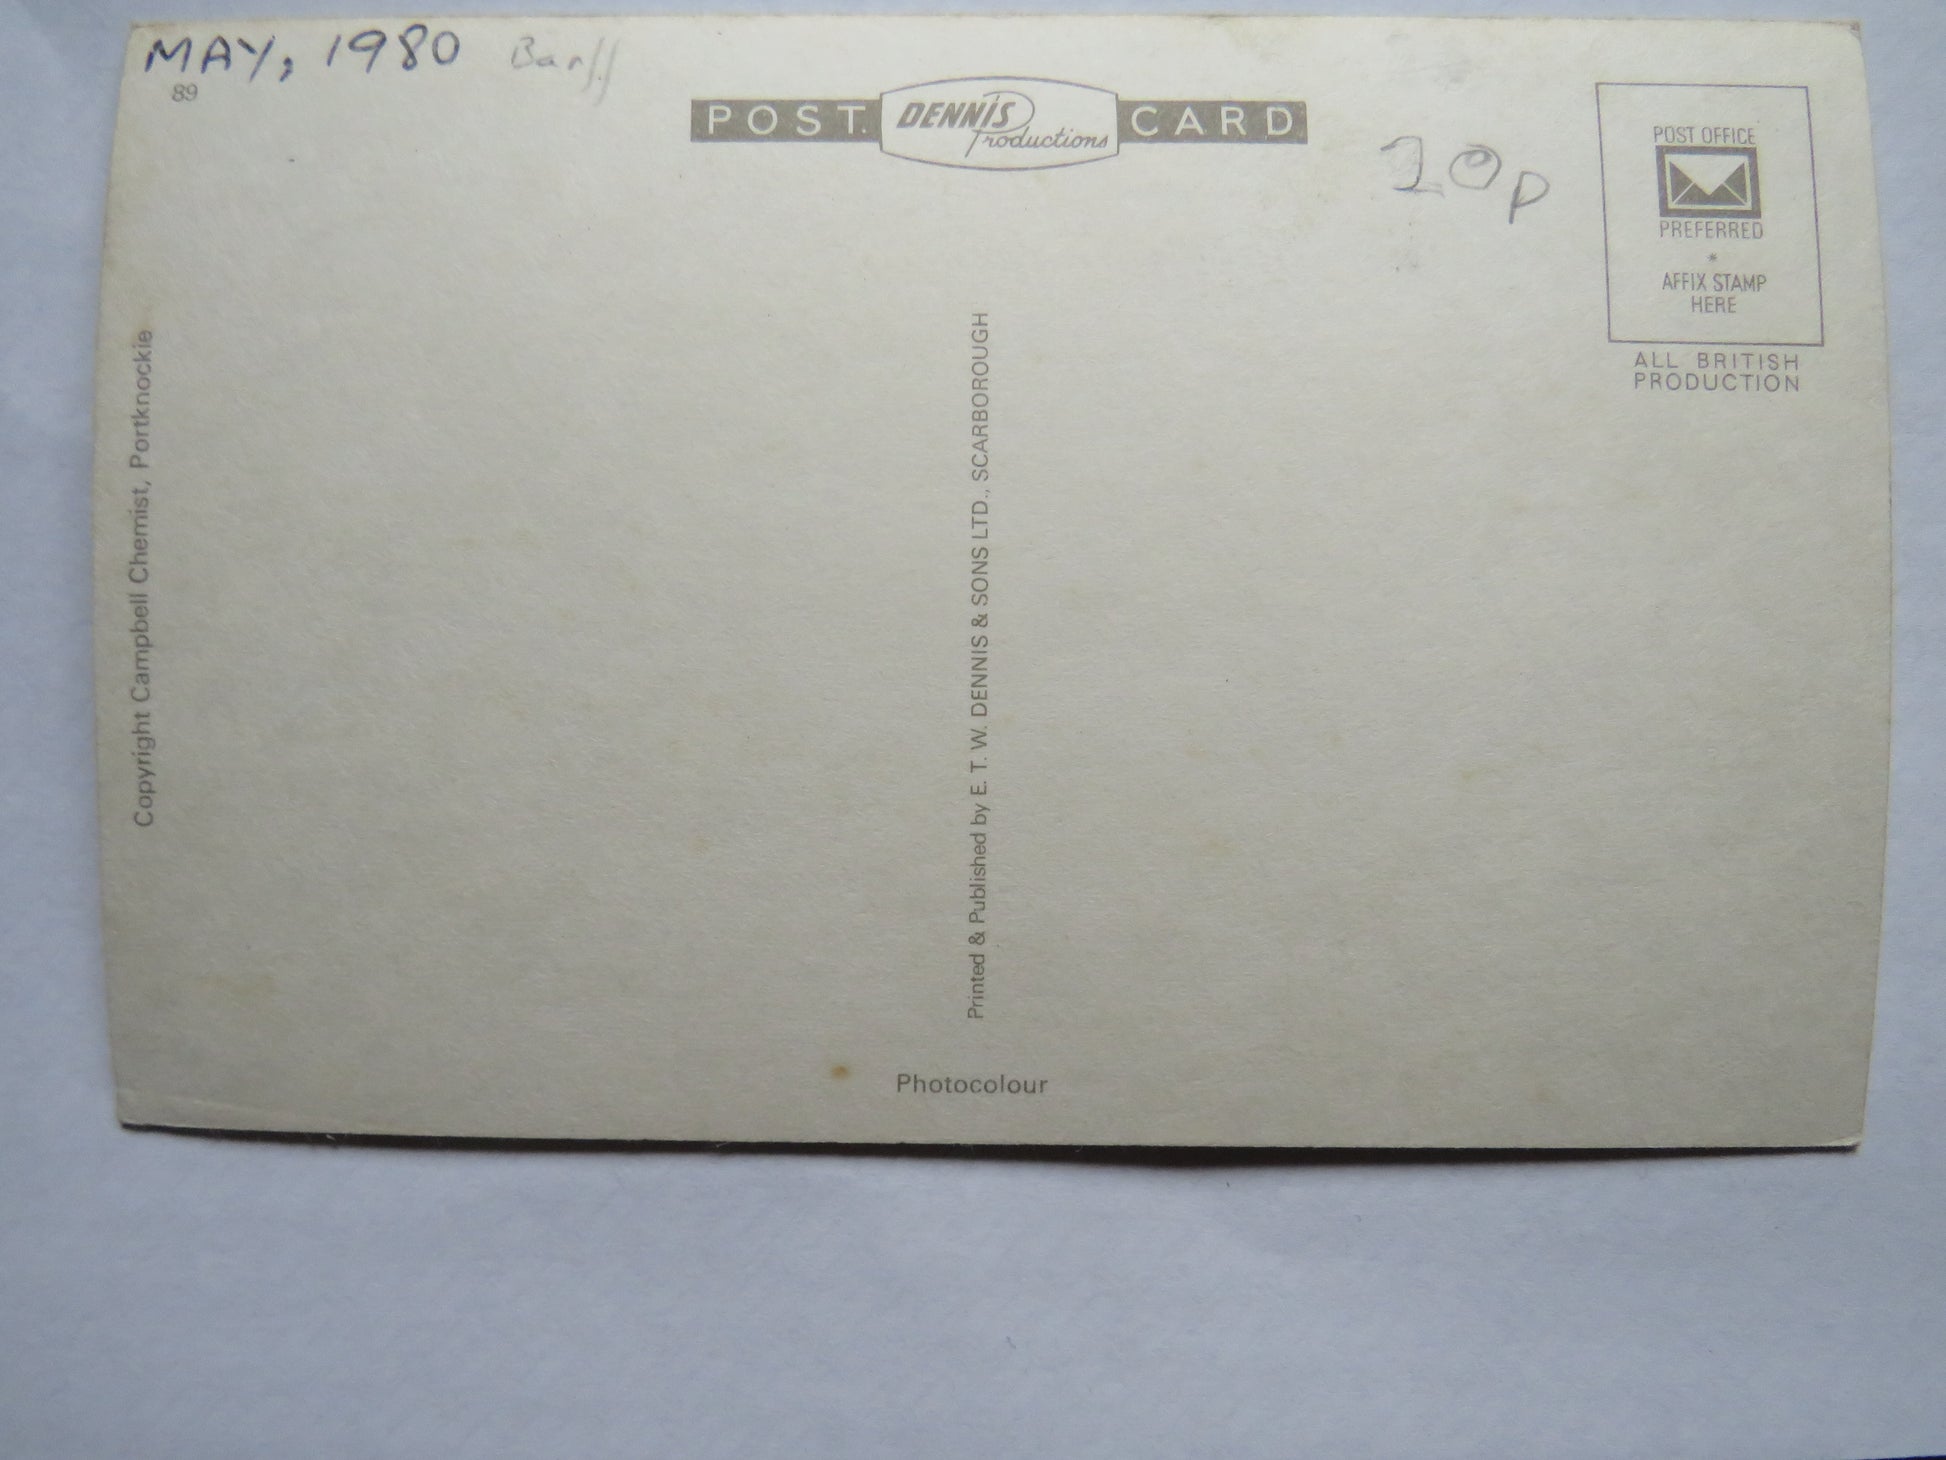 MAY, 1980 Banff
89
POST DENNIS Productions CARD
POST OFFICE
PREFERRED
*
AFFIX STAMP
HERE
ALL BRITISH
PRODUCTION
Copyright Campbell Chemist, Portknockie
Printed & Published by E. T. W. DENNIS & SONS LTD., SCARBOROUGH
Photocolour